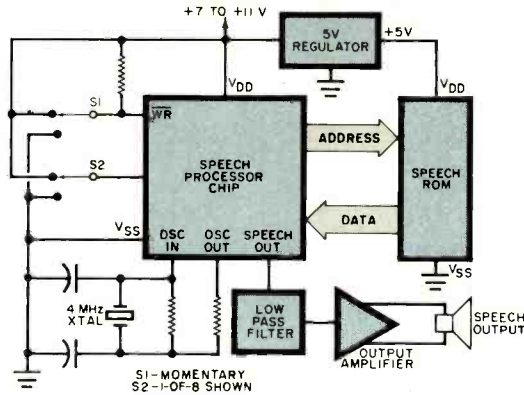 +7 TO +11 V
5V
REGULATOR
+5V
VDD
VDD
S1
WR
ADDRESS
S2
SPEECH
PROCESSOR
CHIP
SPEECH
ROM
DATA
VSS
OSC
IN
OSC
OUT
SPEECH
OUT
VSS
4 MHz
XTAL
LOW
PASS
FILTER
SPEECH
OUTPUT
OUTPUT
AMPLIFIER
S1-MOMENTARY
S2-1-OF-8 SHOWN